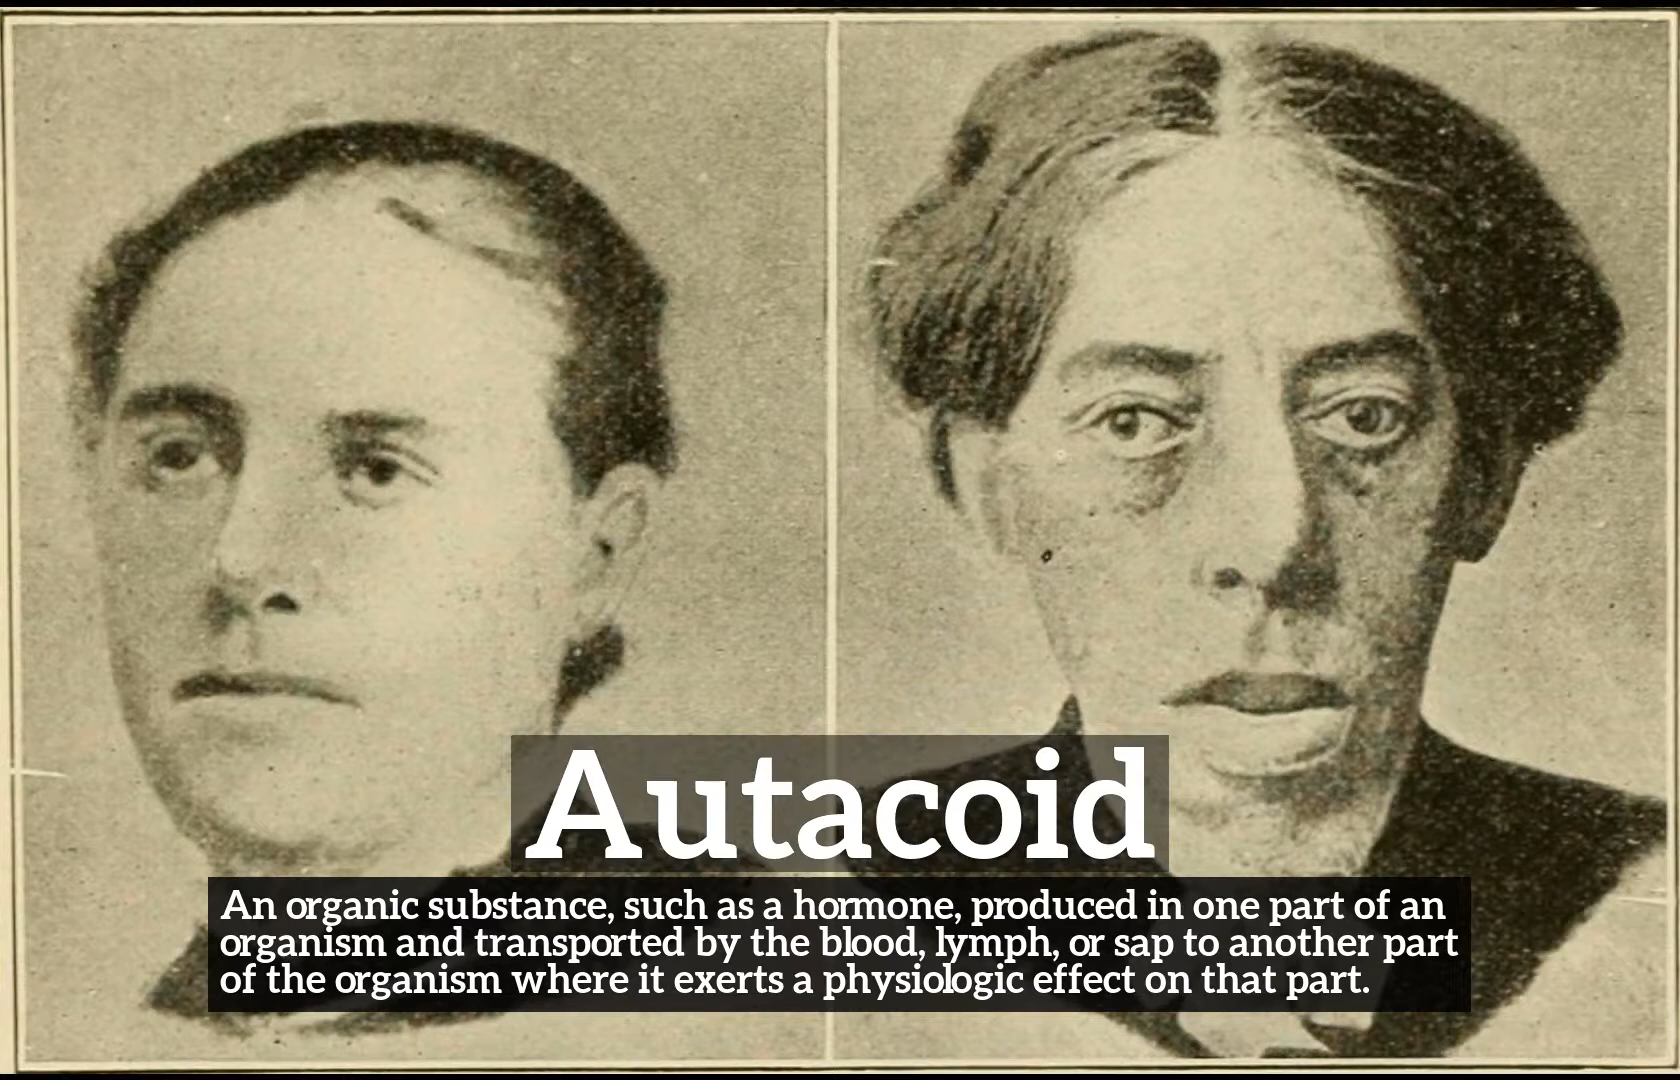 Autacoid
An organic substance, such as a hormone, produced in one part of an
organism and transported by the blood, lymph, or sap to another part
of the organism where it exerts a physiologic effect on that part.